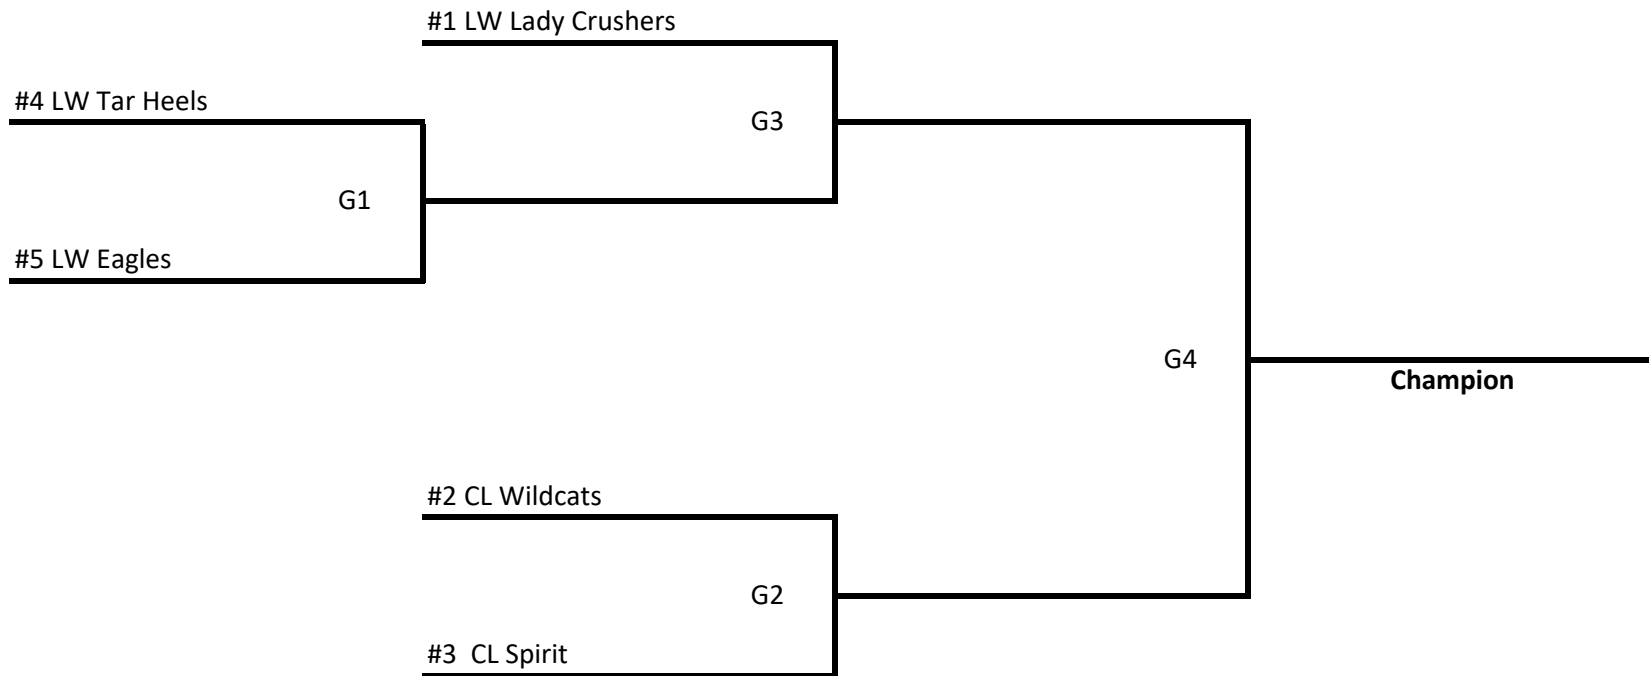 #1 LW Lady Crushers
#4 LW Tar Heels
G3
G1
#5 LW Eagles
G4
Champion
#2 CL Wildcats
G2
#3  CL Spirit